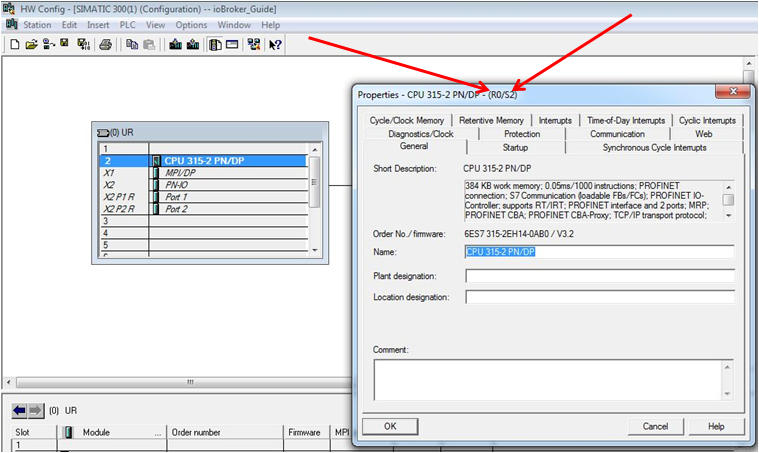 HW Config - [SIMATIC 300(1) (Configuration) -- ioBroker_Guide]
Station Edit Insert PLC View Options Window Help
Properties - CPU 315-2 PN/DP - (R0/S2)
Cycle/Clock Memory Retentive Memory Interrupts Time-of-Day Interrupts Cyclic Interrupts
Diagnostics/Clock Protection Communication Web
General Startup Synchronous Cycle Interrupts
(0) UR
1
2 CPU 315-2 PN/DP
X1 MPI/DP
X2 PN-IO
X2 P1 R Port 1
X2 P2 R Port 2
3
4
5
Short Description: CPU 315-2 PN/DP
384 KB work memory; 0.05ms/1000 instructions; PROFINET
connection; S7 Communication (loadable FBs/FCs); PROFINET IO-
Controller; supports RT/IRT; PROFINET interface and 2 ports; MRP;
PROFINET CBA; PROFINET CBA-Proxy; TCP/IP transport protocol;
Order No./ firmware: 6ES7 315-2EH14-0AB0 / V3.2
Name: CPU 315-2 PN/DP
Plant designation:
Location designation:
Comment:
OK Cancel Help
(0) UR
Slot Module ... Order number Firmware MPI
1